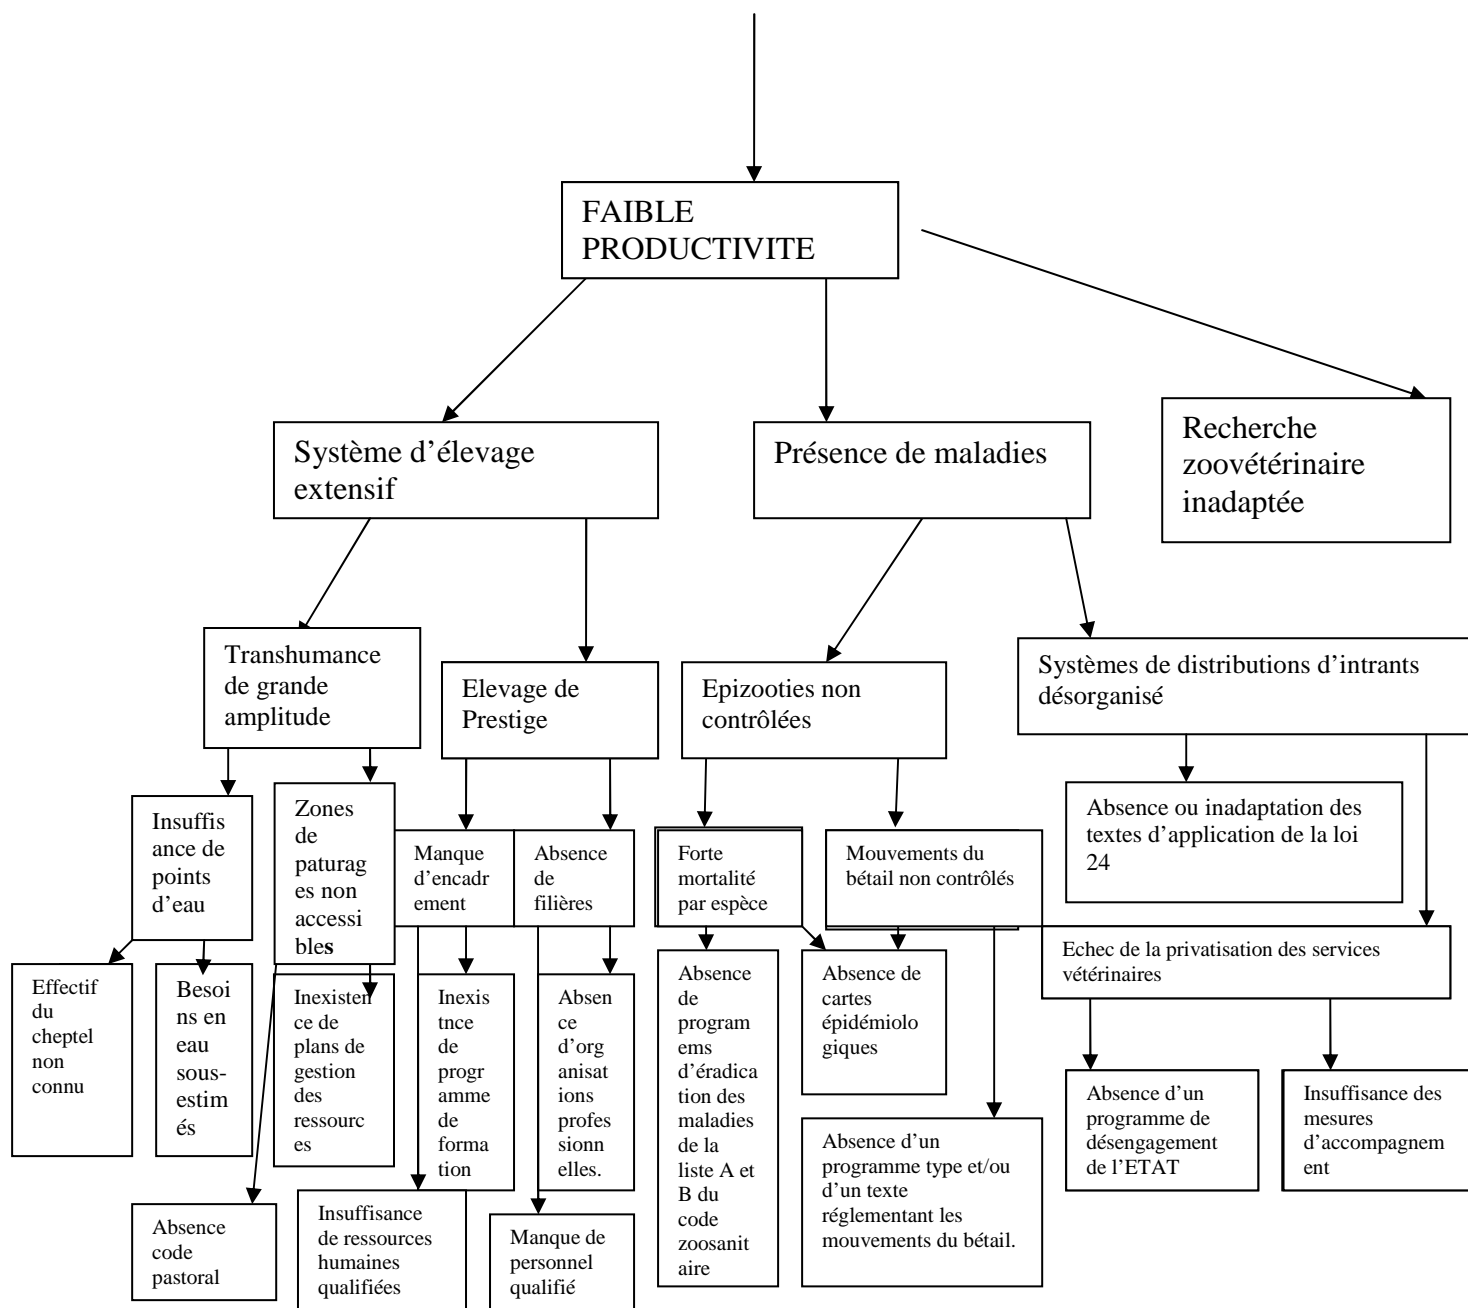 FAIBLE
PRODUCTIVITE
Système d’élevage
extensif
Présence de maladies
Recherche
zoovétérinaire
inadaptée
Transhumance
de grande
amplitude
Elevage de
Prestige
Epizooties non
contrôlées
Systèmes de distributions d’intrants
désorganisé
Insuffis
ance de
points
d’eau
Zones
de
paturag
es non
accessi
bles
Manque
d’encadr
ement
Absence
de
filières
Forte
mortalité
par espèce
Mouvements du
bétail non contrôlés
Absence ou inadaptation des
textes d’application de la loi
24
Echec de la privatisation des services
vétérinaires
Effectif
du
cheptel
non
connu
Besoi
ns en
eau
sous-
estim
és
Inexisten
ce de
plans de
gestion
des
ressourc
es
Inexis
tnce
de
progr
amme
de
forma
tion
Absen
ce
d’org
anisat
ions
profe
ssionn
elles.
Absence
de
program
ems
d’éradica
tion des
maladies
de la
liste A et
B du
code
zoosanit
aire
Absence de
cartes
épidémiolo
giques
Absence d’un
programme type et/ou
d’un texte
réglementant les
mouvements du bétail.
Absence d’un
programme de
désengagement
de l’ETAT
Insuffisance des
mesures
d’accompagnem
ent
Absence
code
pastoral
Insuffisance
de ressources
humaines
qualifiées
Manque de
personnel
qualifié